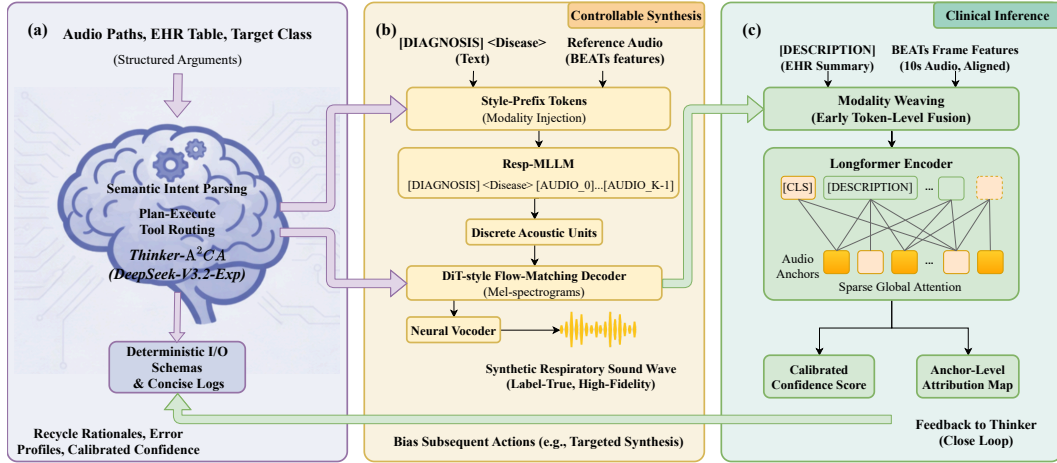 (a)
Audio Paths, EHR Table, Target Class
(Structured Arguments)
Semantic Intent Parsing
Plan-Execute
Tool Routing
Thinker-A²CA
(DeepSeek-V3.2-Exp)
Deterministic I/O
Schemas
& Concise Logs
Recycle Rationales, Error
Profiles, Calibrated Confidence
(b)
Controllable Synthesis
[DIAGNOSIS] <Disease>
(Text)
Reference Audio
(BEATs features)
Style-Prefix Tokens
(Modality Injection)
Resp-MLLM
[DIAGNOSIS] <Disease> [AUDIO_0]...[AUDIO_K-1]
Discrete Acoustic Units
DiT-style Flow-Matching Decoder
(Mel-spectrograms)
Neural Vocoder
Synthetic Respiratory Sound Wave
(Label-True, High-Fidelity)
Bias Subsequent Actions (e.g., Targeted Synthesis)
(c)
Clinical Inference
[DESCRIPTION]
(EHR Summary)
BEATs Frame Features
(10s Audio, Aligned)
Modality Weaving
(Early Token-Level Fusion)
Longformer Encoder
[CLS]
[DESCRIPTION]
...
Audio
Anchors
...
Sparse Global Attention
Calibrated
Confidence Score
Anchor-Level
Attribution Map
Feedback to Thinker
(Close Loop)